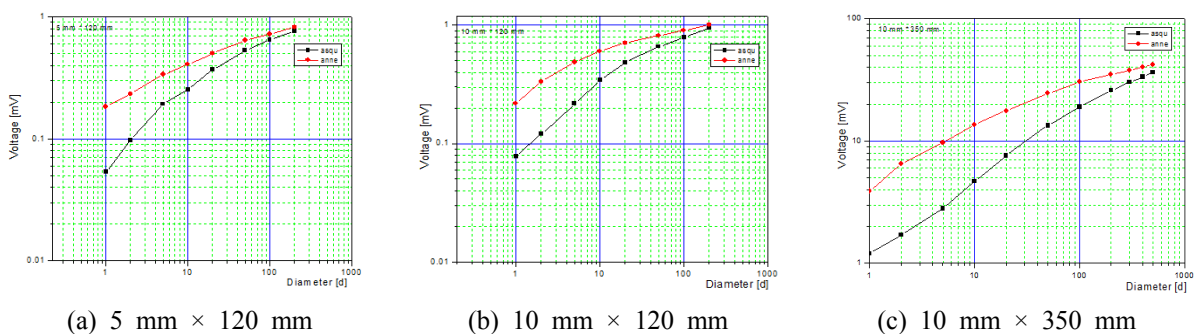 5 mm * 120 mm
asqu
anne
Voltage [mV]
1
0.1
0.01
1
10
100
1000
Diameter [d]
(a) 5 mm × 120 mm
10 mm * 120 mm
asqu
anne
Voltage [mV]
1
0.1
1
10
100
1000
Diameter [d]
(b) 10 mm × 120 mm
10 mm * 350 mm
asqu
anne
Voltage [mV]
100
10
1
1
10
100
1000
Diameter [d]
(c) 10 mm × 350 mm